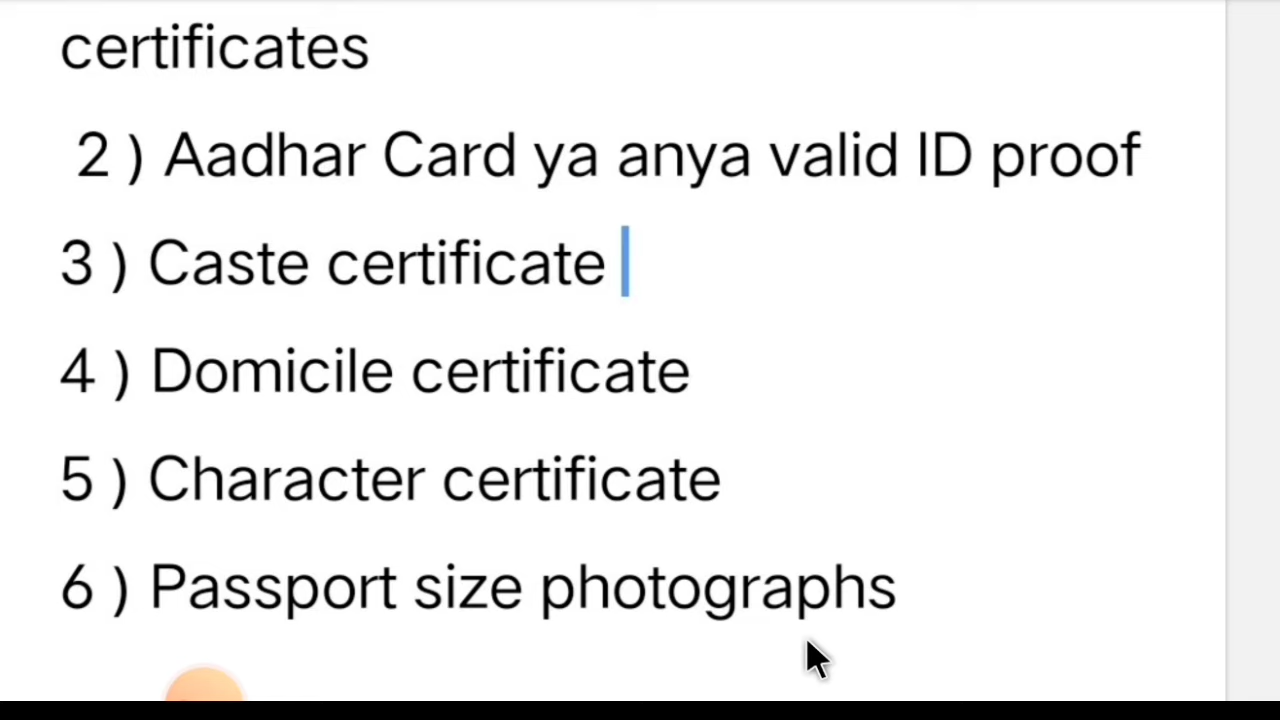 certificates
2 ) Aadhar Card ya anya valid ID proof
3 ) Caste certificate
4 ) Domicile certificate
5 ) Character certificate
6 ) Passport size photographs